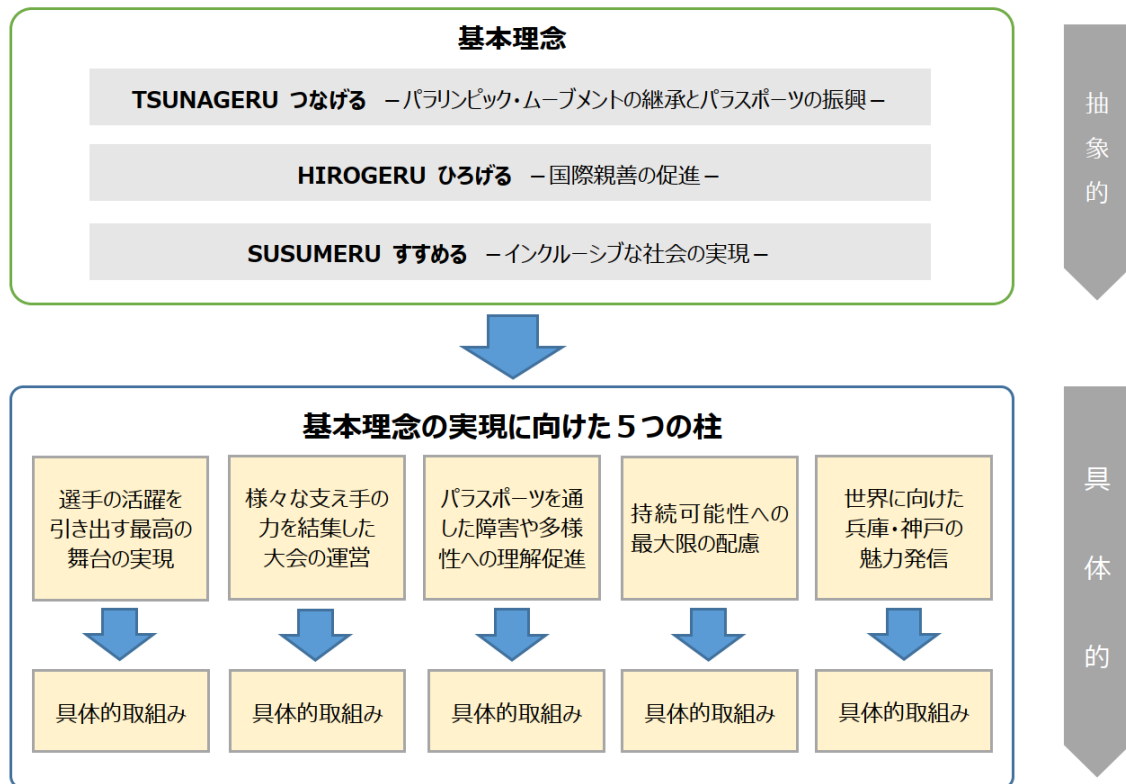 基本理念
TSUNAGERU つなげる －パラリンピック・ムーブメントの継承とパラスポーツの振興－
HIROGERU ひろげる －国際親善の促進－
SUSUMERU すすめる －インクルーシブな社会の実現－
抽象的
基本理念の実現に向けた５つの柱
選手の活躍を
引き出す最高の
舞台の実現
様々な支え手の
力を結集した
大会の運営
パラスポーツを通
した障害や多様
性への理解促進
持続可能性への
最大限の配慮
世界に向けた
兵庫・神戸の
魅力発信
具体的取組み
具体的取組み
具体的取組み
具体的取組み
具体的取組み
具体的